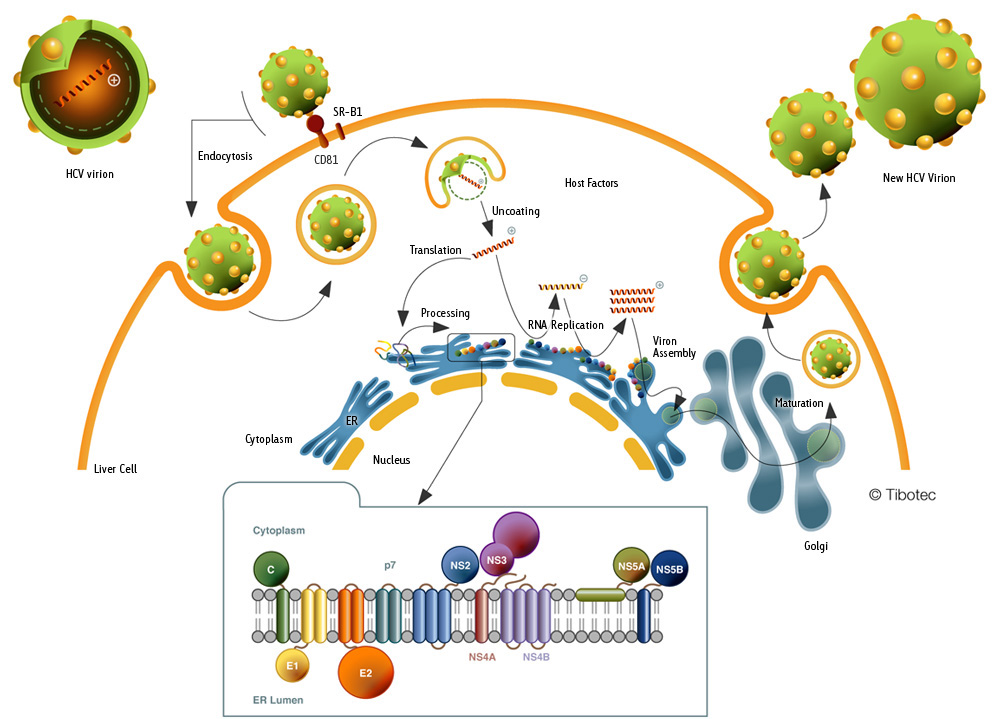 HCV virion
SR-B1
CD81
Endocytosis
Host Factors
New HCV Virion
Uncoating
+
Translation
Processing
−
+
RNA Replication
Viron
Assembly
Maturation
ER
Cytoplasm
Nucleus
Liver Cell
© Tibotec
Golgi
Cytoplasm
C
p7
NS2
NS3
NS5A
NS5B
NS4A
NS4B
E1
E2
ER Lumen